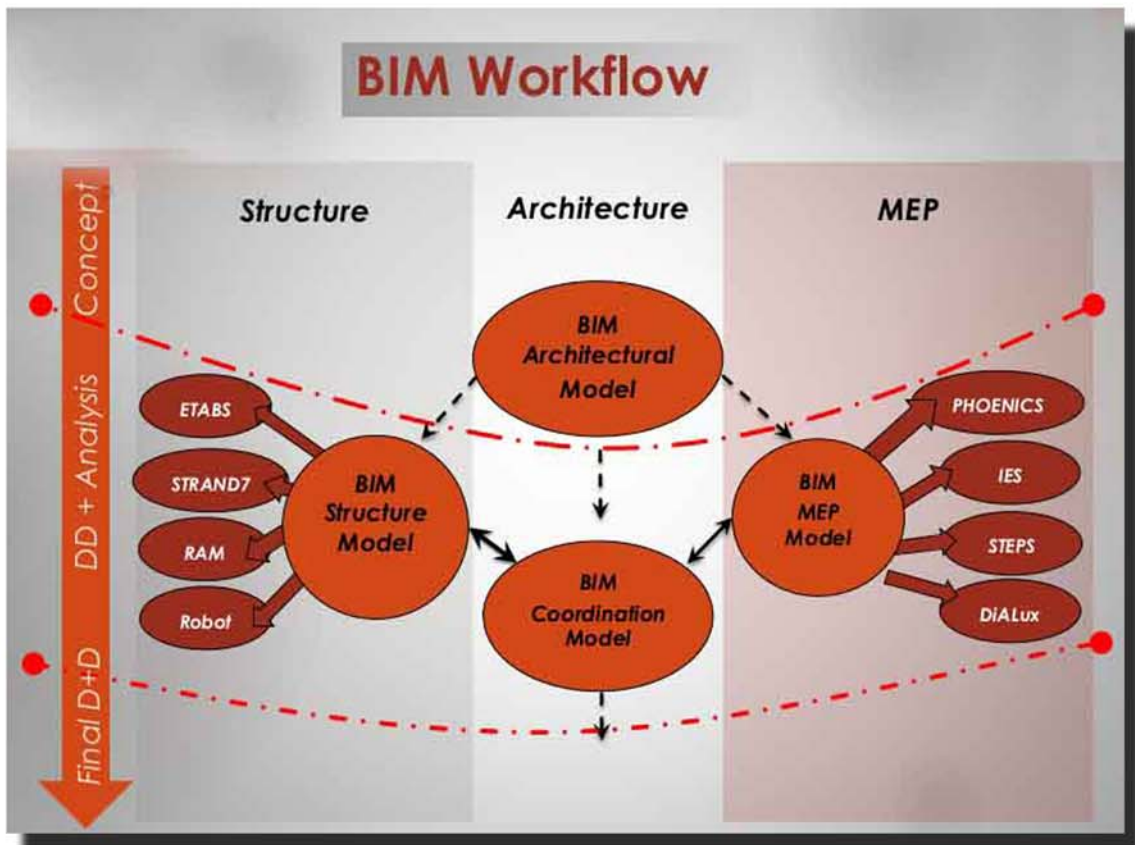 BIM Workflow
Structure
Architecture
MEP
Concept
DD + Analysis
Final D+D
BIM
Architectural
Model
ETABS
STRAND7
RAM
Robot
BIM
Structure
Model
BIM
Coordination
Model
BIM
MEP
Model
PHOENICS
IES
STEPS
DiALux